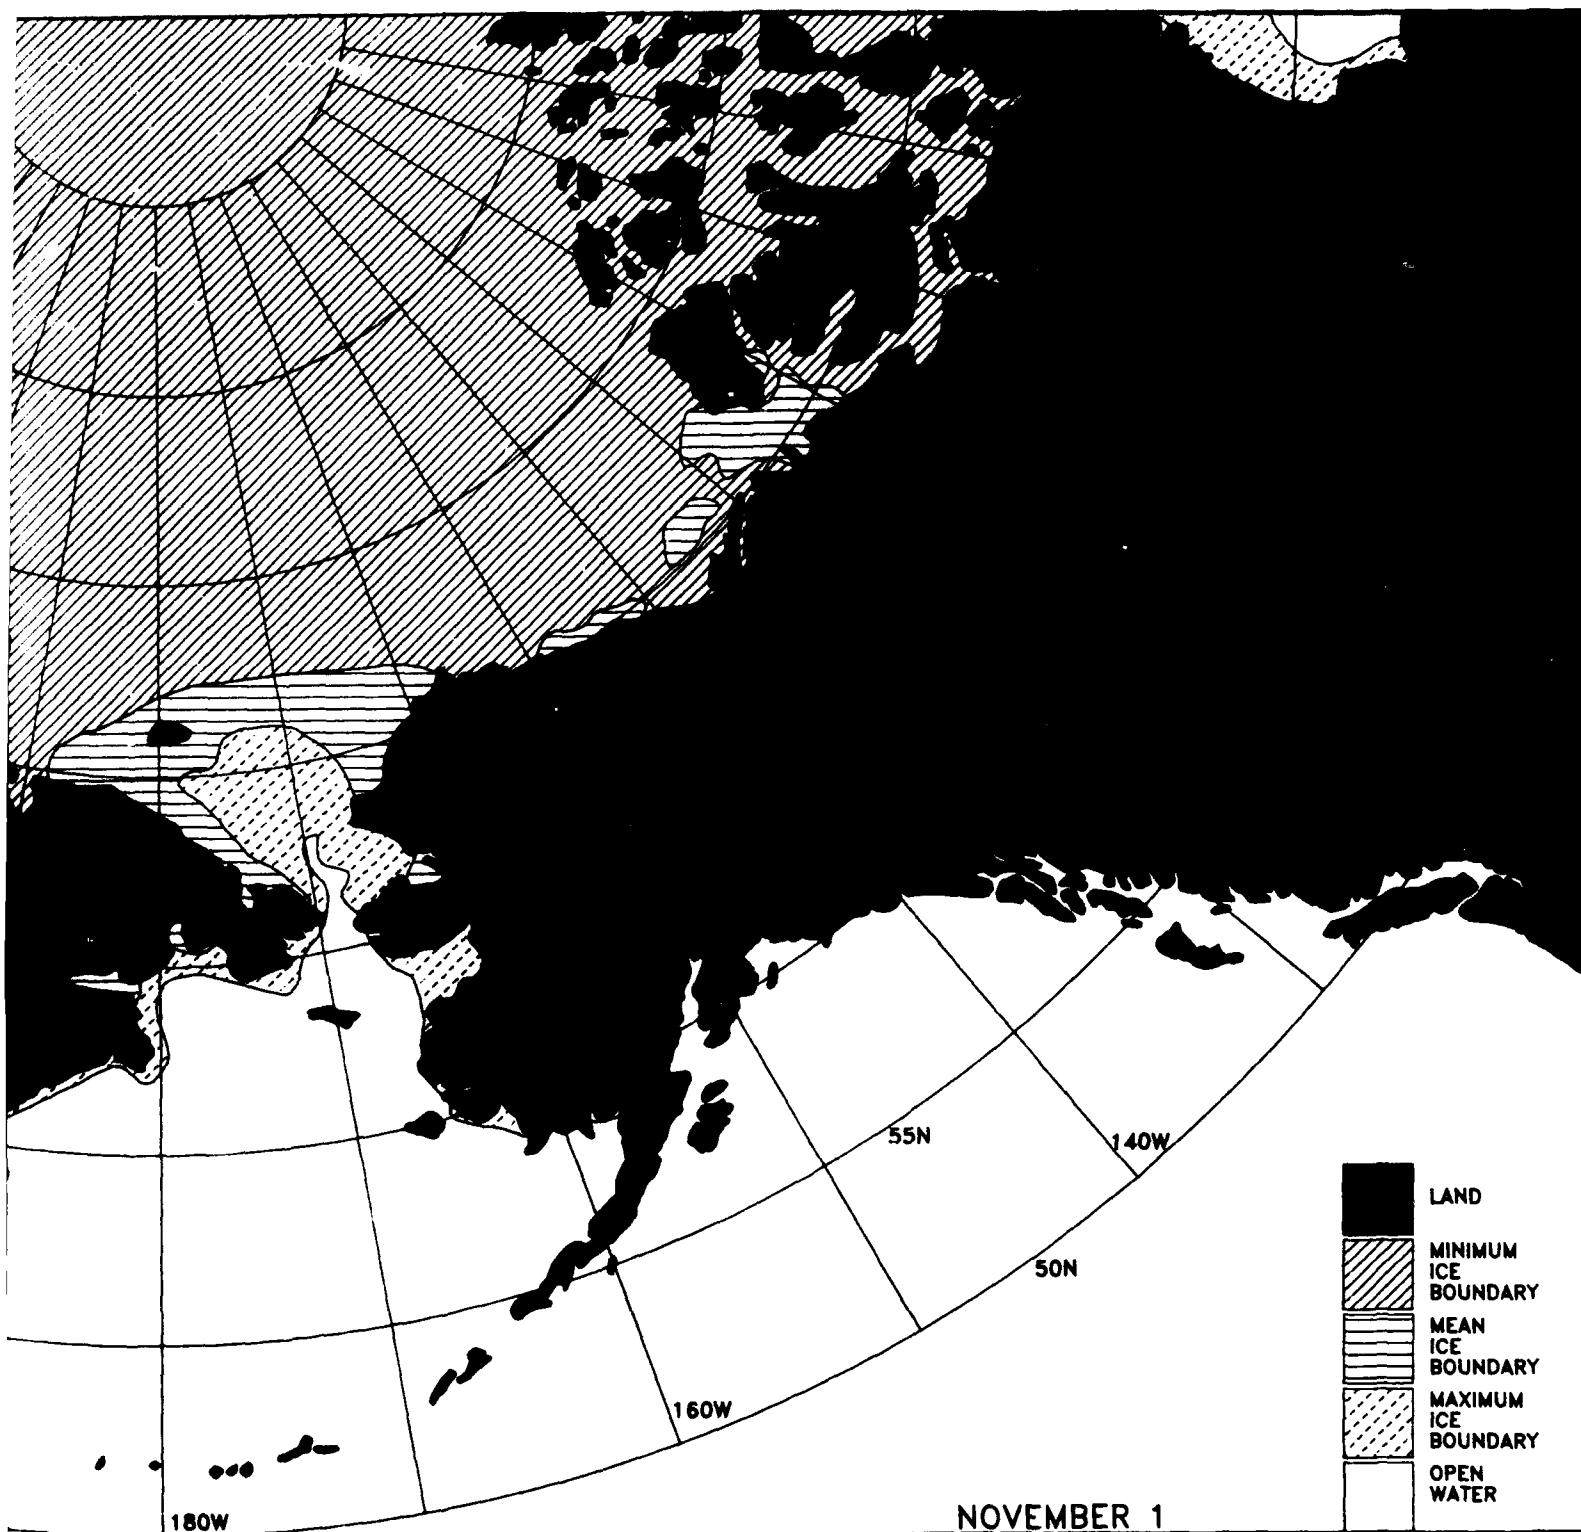 55N
140W
50N
160W
180W
NOVEMBER 1
LAND
MINIMUM
ICE
BOUNDARY
MEAN
ICE
BOUNDARY
MAXIMUM
ICE
BOUNDARY
OPEN
WATER